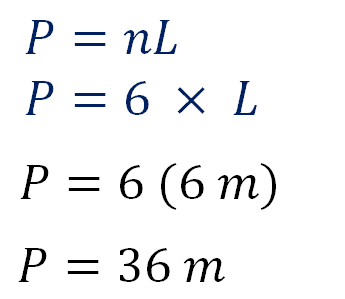 P = nL
P = 6 × L
P = 6 (6 m)
P = 36 m